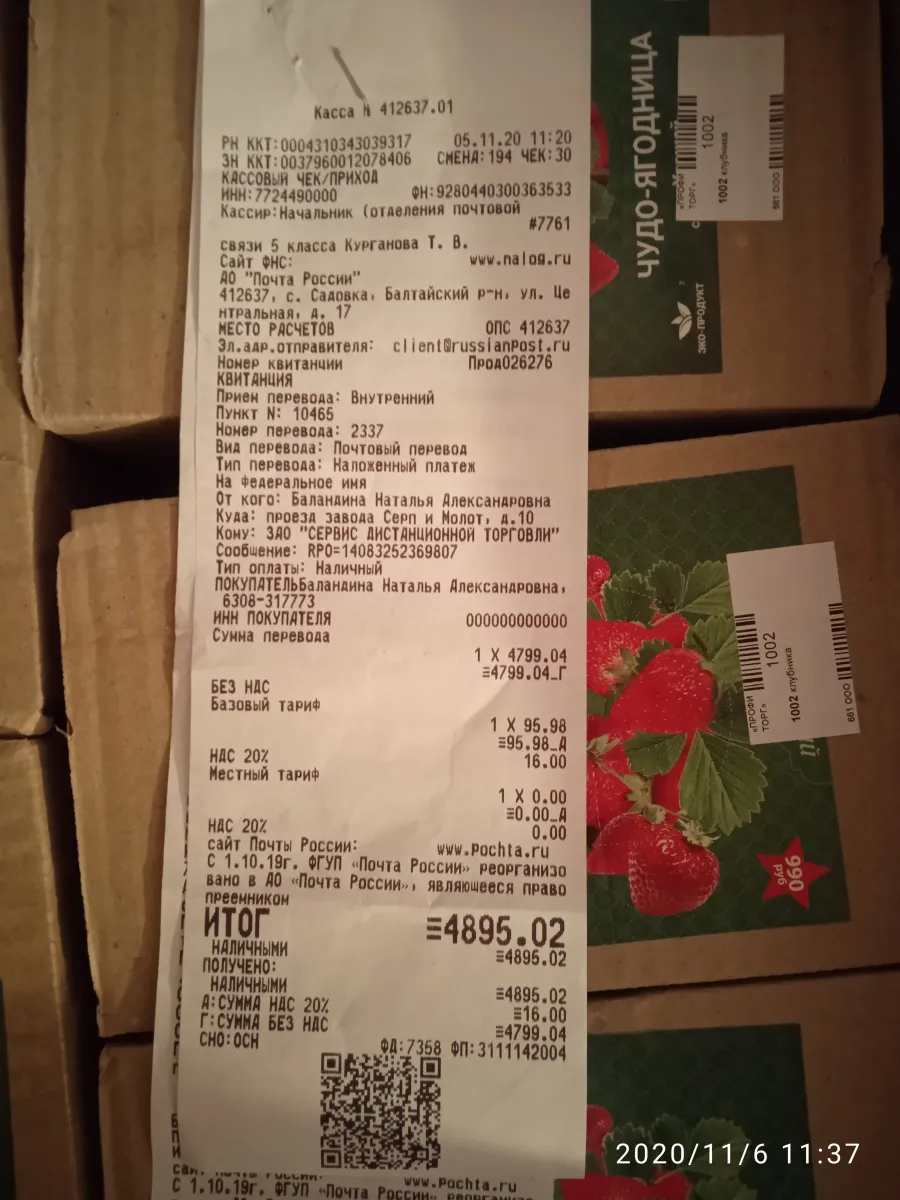 Касса № 412637.01
РН ККТ:0004310343039317 05.11.20 11:20
ЗН ККТ:0037960012078406 СМЕНА:194 ЧЕК:30
КАССОВЫЙ ЧЕК/ПРИХОД
ИНН:7724490000 ФН:9280440300363533
Кассир:Начальник (отделения почтовой
#7761
связи 5 класса Курганова Т. В.
Сайт ФНС: www.nalog.ru
АО "Почта России"
412637, с. Садовка, Балтайский р-н, ул. Це
нтральная, д. 17
МЕСТО РАСЧЕТОВ ОПС 412637
Эл.адр.отправителя: client@russianpost.ru
Номер квитанции Прод026276
КВИТАНЦИЯ
Прием перевода: Внутренний
Пункт N: 10465
Номер перевода: 2337
Вид перевода: Почтовый перевод
Тип перевода: Наложенный платеж
На Федеральное имя
От кого: Баландина Наталья Александровна
Куда: проезд завода Серп и Молот, д.10
Кому: ЗАО "СЕРВИС ДИСТАНЦИОННОЙ ТОРГОВЛИ"
Сообщение: RPO=14083252369807
Тип оплаты: Наличный
ПОКУПАТЕЛЬБаландина Наталья Александровна,
6308-317773
ИНН ПОКУПАТЕЛЯ 000000000000
Сумма перевода
1 X 4799.04
≡4799.04_Г
БЕЗ НДС
Базовый тариф
1 X 95.98
≡95.98_А
НДС 20% 16.00
Местный тариф
1 X 0.00
≡0.00_А
НДС 20% 0.00
сайт Почты России: www.pochta.ru
С 1.10.19г. ФГУП «Почта России» реорганизо
вано в АО «Почта России», являющееся право
преемником
ИТОГ ≡4895.02
НАЛИЧНЫМИ ≡4895.02
ПОЛУЧЕНО:
НАЛИЧНЫМИ ≡4895.02
А:СУММА НДС 20% ≡16.00
Г:СУММА БЕЗ НДС ≡4799.04
СНО:ОСН ФД:7358 ФП:3111142004
www.pochta.ru
С 1.10.19г. ФГУП «Почта России» реорганизо
ЧУДО-ЯГОДНИЦА
ЭКО-ПРОДУКТ
«ПРОФИ
ТОРГ»
1002
1002 клубника
661 ООО
«ПРОФИ
ТОРГ»
1002
1002 клубника
661 ООО
990
руб
2020/11/6 11:37